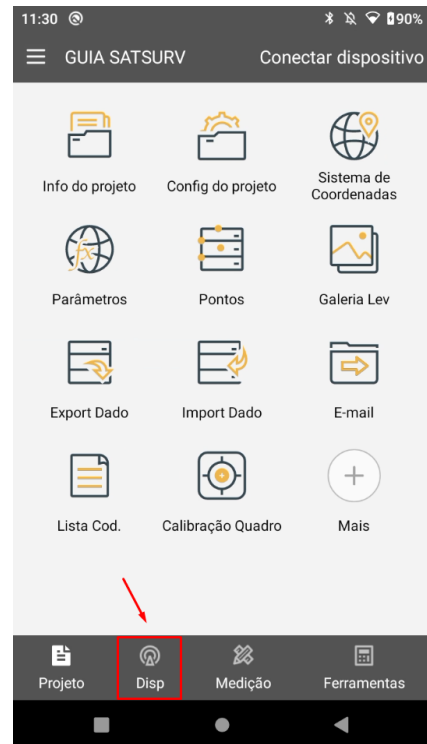 11:30 90%
GUIA SATSURV Conectar dispositivo
Info do projeto Config do projeto Sistema de
Coordenadas
Parâmetros Pontos Galeria Lev
Export Dado Import Dado E-mail
Lista Cod. Calibração Quadro Mais
Projeto Disp Medição Ferramentas